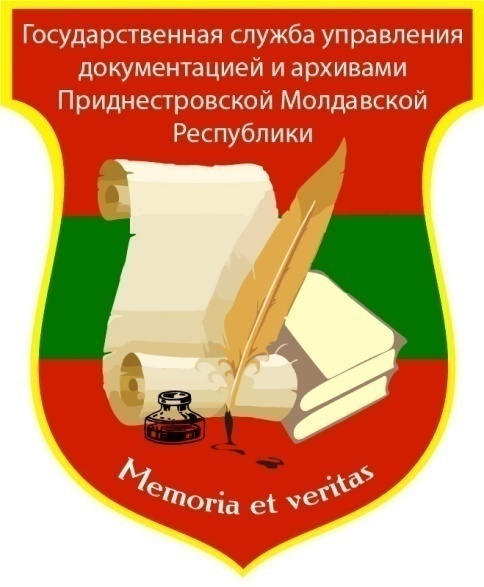 Государственная служба управления
документацией и архивами
Приднестровской Молдавской
Республики
Memoria et veritas